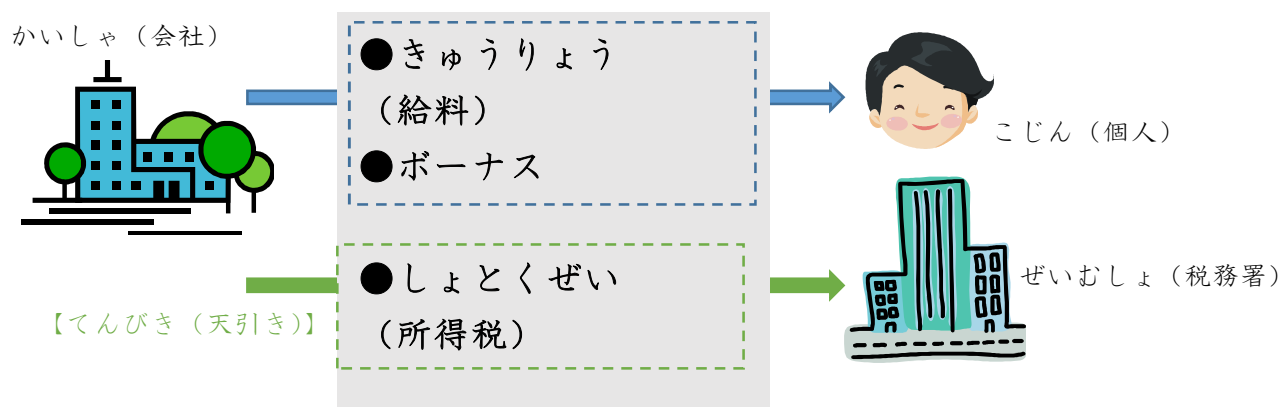 かいしゃ（会社）
●きゅうりょう
（給料）
●ボーナス
こじん（個人）
●しょとくぜい
（所得税）
ぜいむしょ（税務署）
【てんびき（天引き）】